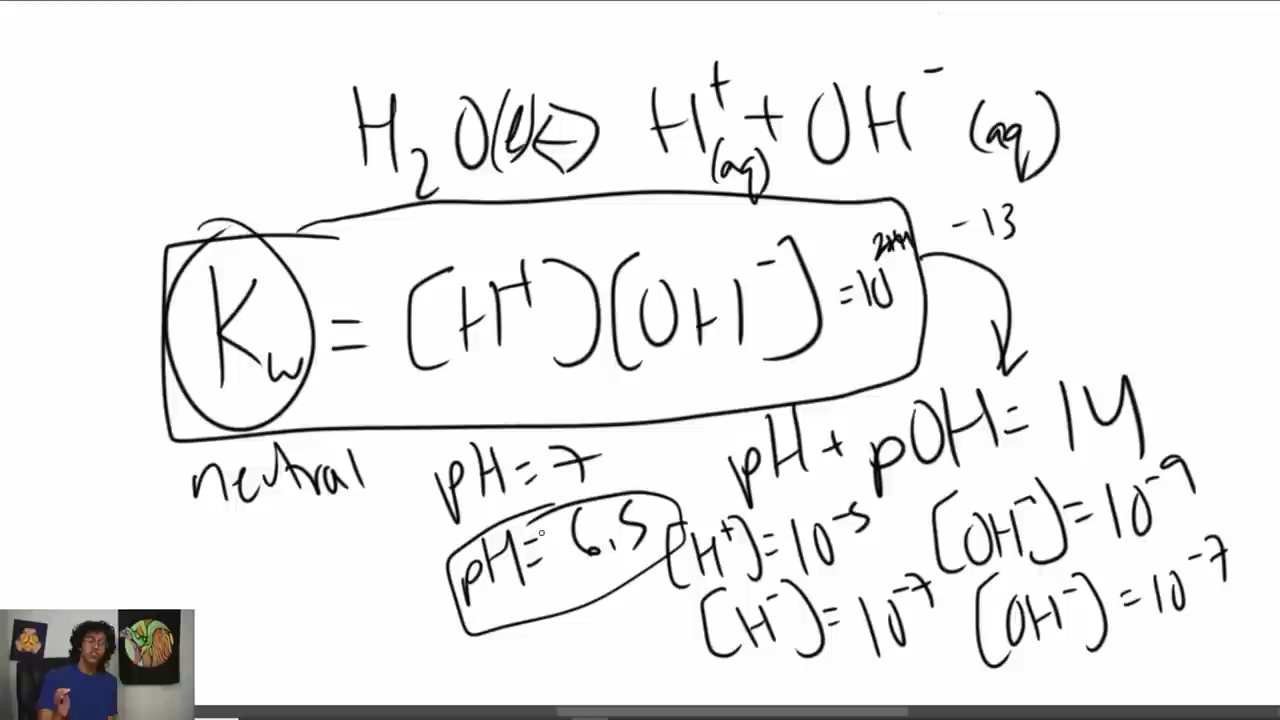 H₂O(l)⇌ H⁺(aq) + OH⁻ (aq)
-13
Kw = [H⁺][OH⁻] = 10
neutral pH=7 pH+ pOH=14
pH= 6.5 [H⁺]=10⁻⁵ [OH⁻]=10⁻⁹
[H⁻]=10⁻⁷ [OH⁻]=10⁻⁷